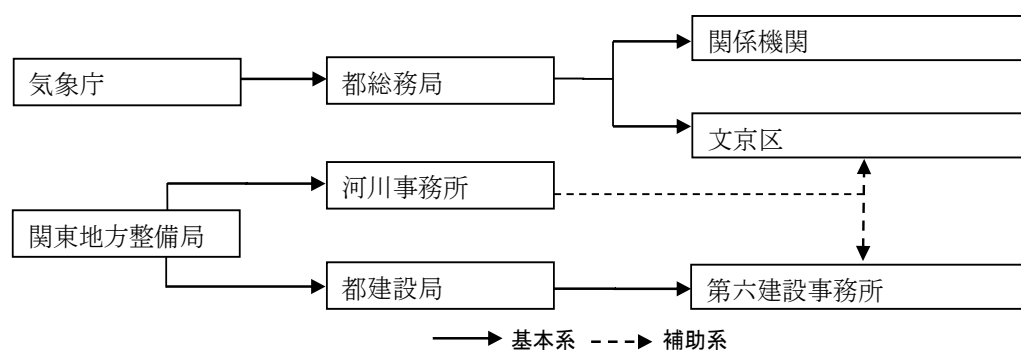 関係機関
気象庁
都総務局
文京区
河川事務所
関東地方整備局
都建設局
第六建設事務所
基本系
補助系